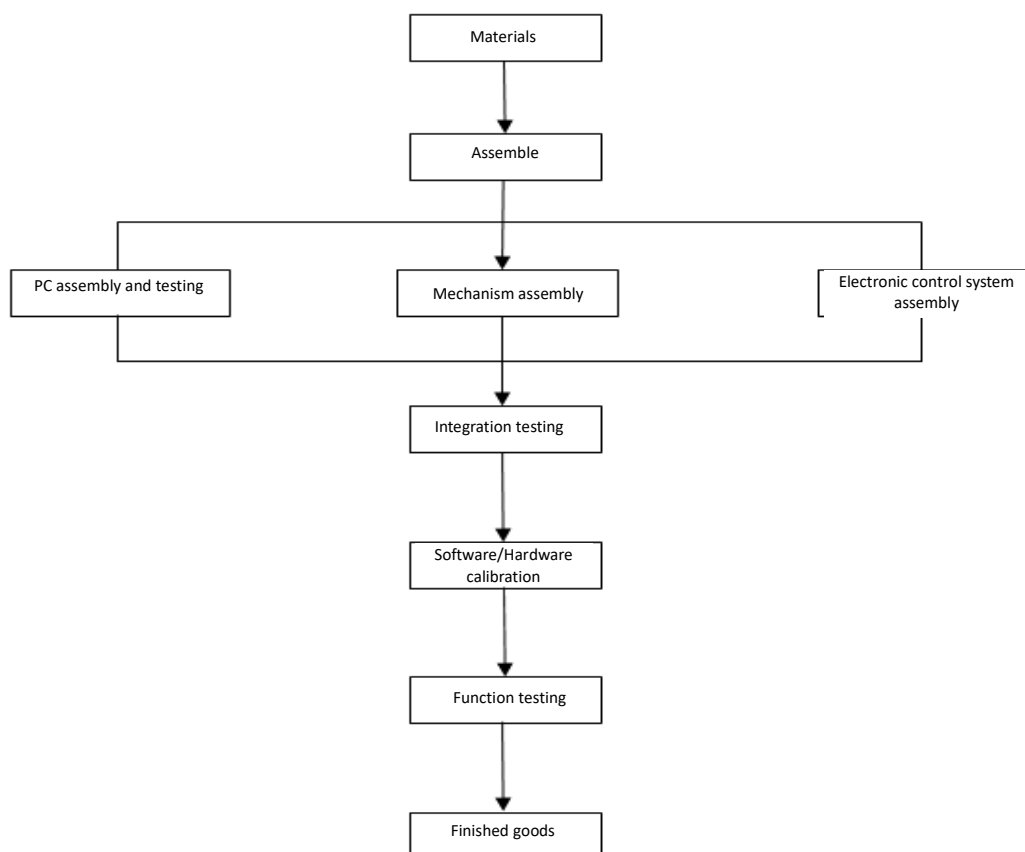 Materials
Assemble
PC assembly and testing
Mechanism assembly
Electronic control system
assembly
Integration testing
Software/Hardware
calibration
Function testing
Finished goods